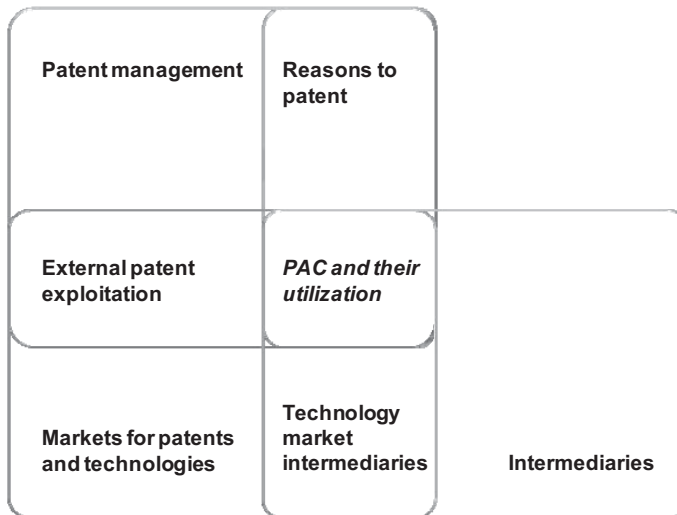 Patent management
Reasons to
patent
External patent
exploitation
PAC and their
utilization
Markets for patents
and technologies
Technology
market
intermediaries
Intermediaries